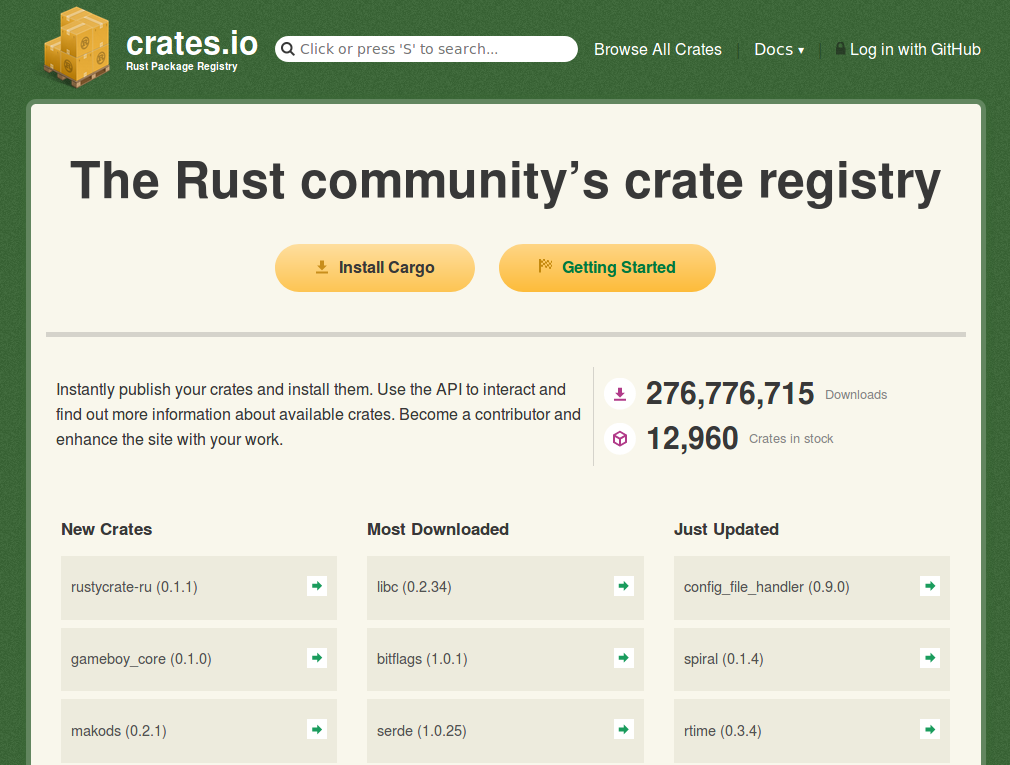 crates.io
Rust Package Registry
Click or press 'S' to search...
Browse All Crates | Docs ▾ | Log in with GitHub
The Rust community’s crate registry
Install Cargo
Getting Started
Instantly publish your crates and install them. Use the API to interact and
find out more information about available crates. Become a contributor and
enhance the site with your work.
276,776,715 Downloads
12,960 Crates in stock
New Crates
rustycrate-ru (0.1.1)
gameboy_core (0.1.0)
makods (0.2.1)
Most Downloaded
libc (0.2.34)
bitflags (1.0.1)
serde (1.0.25)
Just Updated
config_file_handler (0.9.0)
spiral (0.1.4)
rtime (0.3.4)